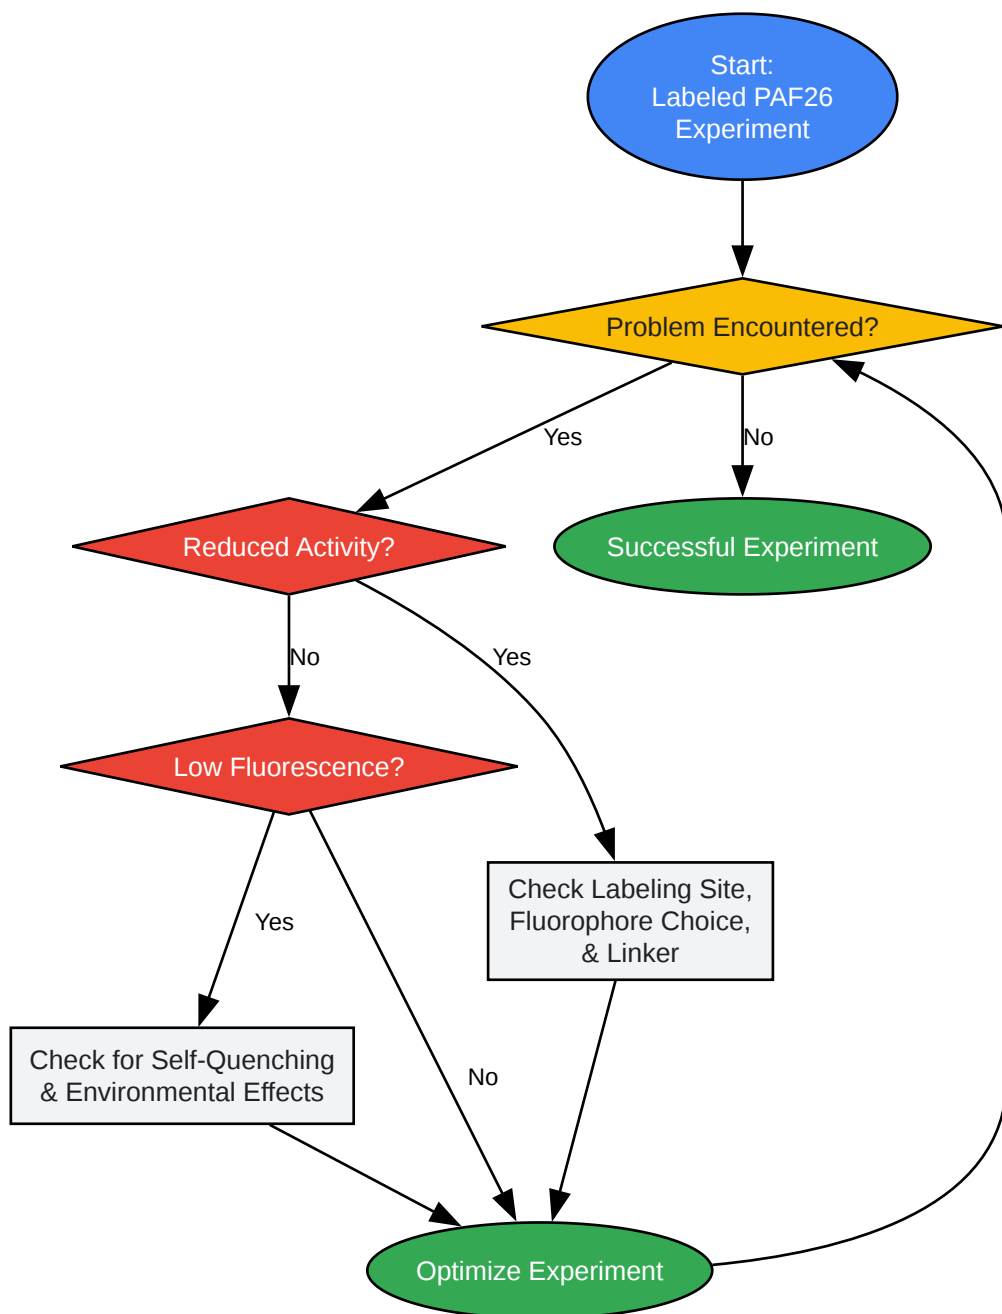 Start:
Labeled PAF26
Experiment
Problem Encountered?
Yes
No
Reduced Activity?
Successful Experiment
No
Yes
Low Fluorescence?
Check Labeling Site,
Fluorophore Choice,
& Linker
Yes
Check for Self-Quenching
& Environmental Effects
No
Optimize Experiment